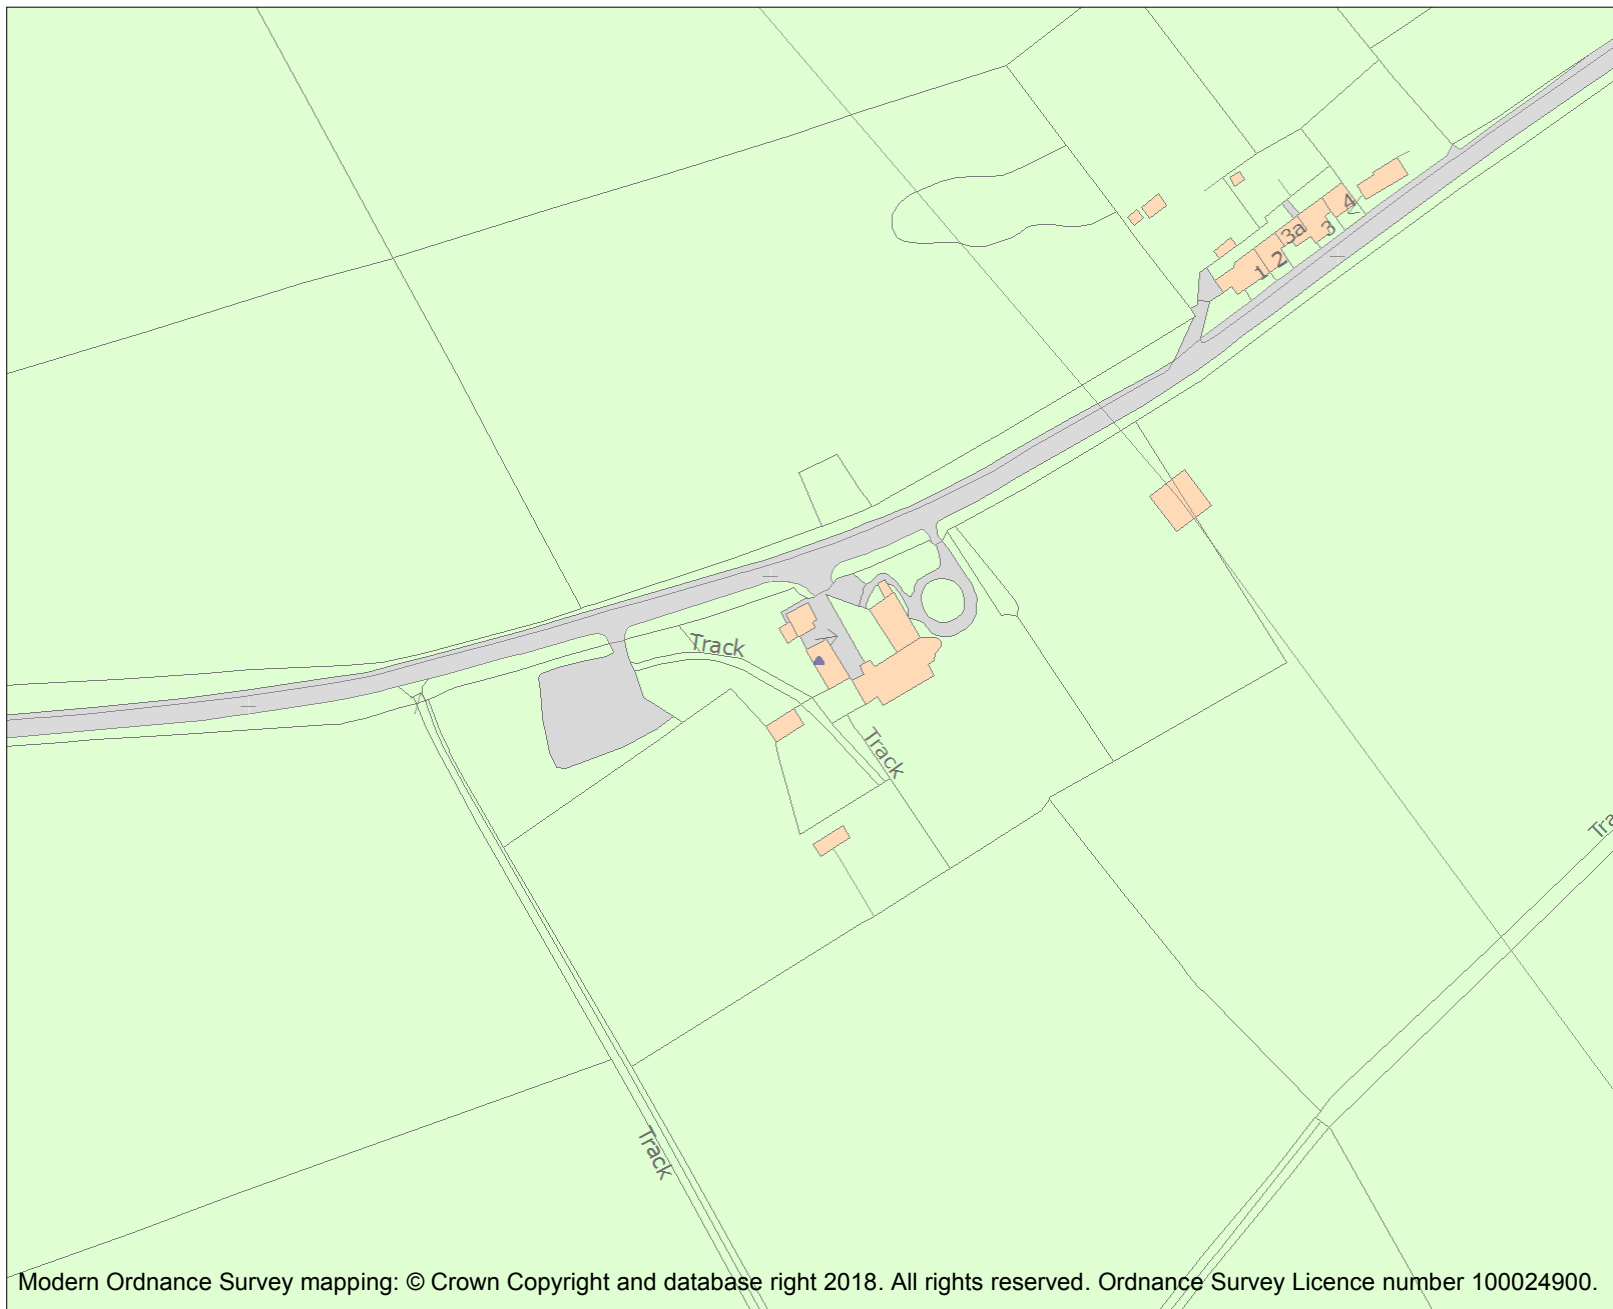 4
3
3a
2
1
Track
Track
Tra
Track
Modern Ordnance Survey mapping: © Crown Copyright and database right 2018. All rights reserved. Ordnance Survey Licence number 100024900.